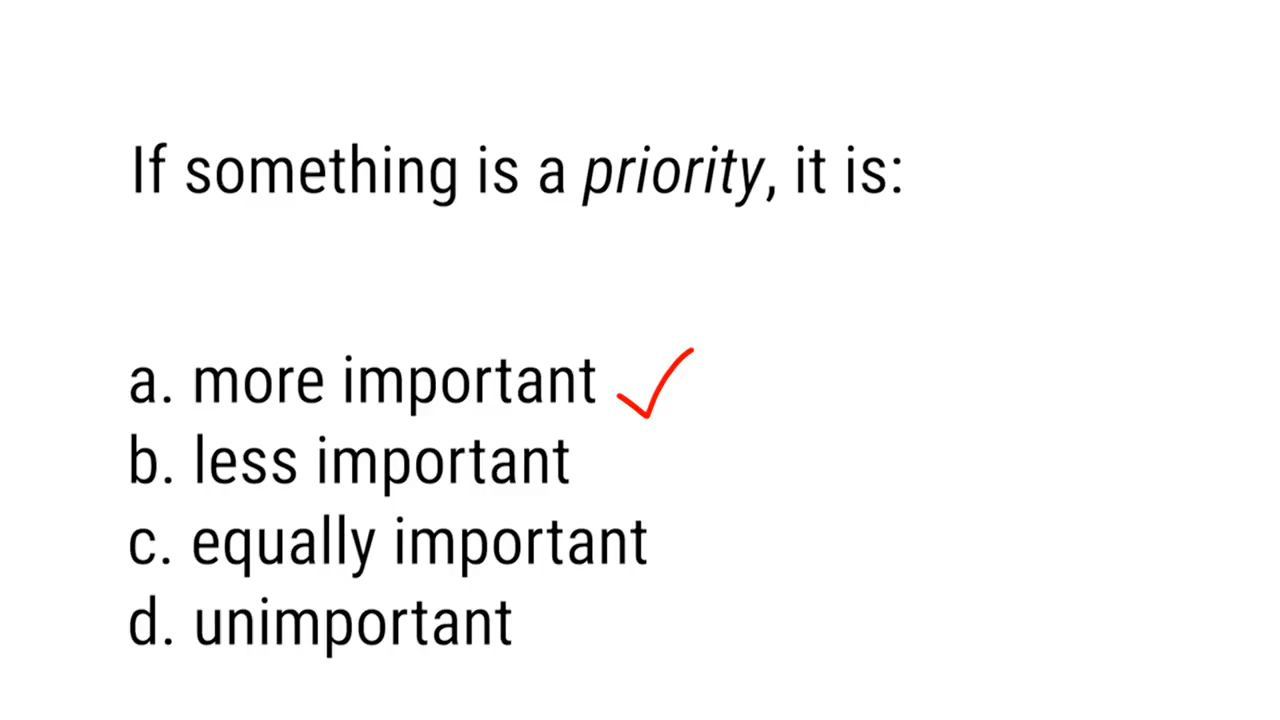 If something is a priority, it is:
a. more important
b. less important
c. equally important
d. unimportant